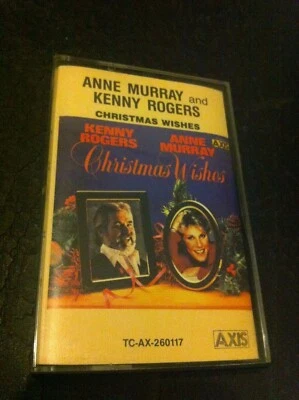 ANNE MURRAY and
KENNY ROGERS
CHRISTMAS WISHES
KENNY ROGERS
ANNE MURRAY
AXIS
Christmas Wishes
TC-AX-260117
AXIS